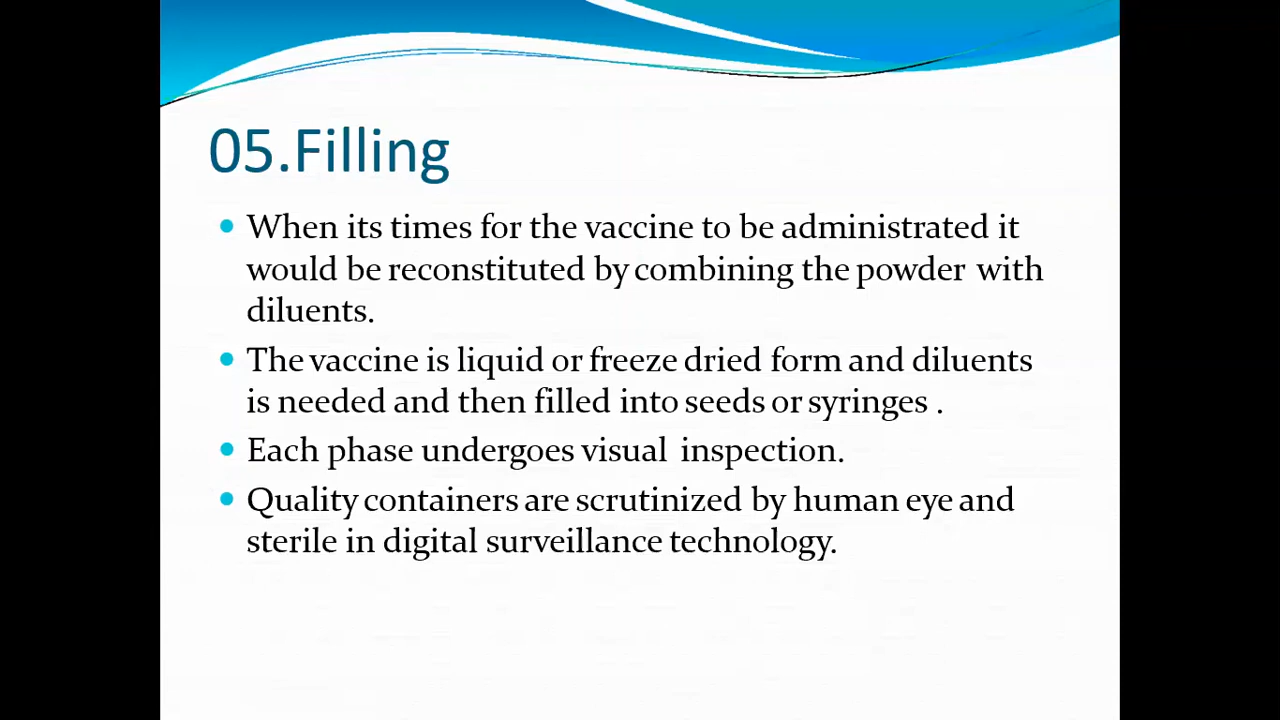 05.Filling
When its times for the vaccine to be administrated it
would be reconstituted by combining the powder with
diluents.
The vaccine is liquid or freeze dried form and diluents
is needed and then filled into seeds or syringes .
Each phase undergoes visual inspection.
Quality containers are scrutinized by human eye and
sterile in digital surveillance technology.